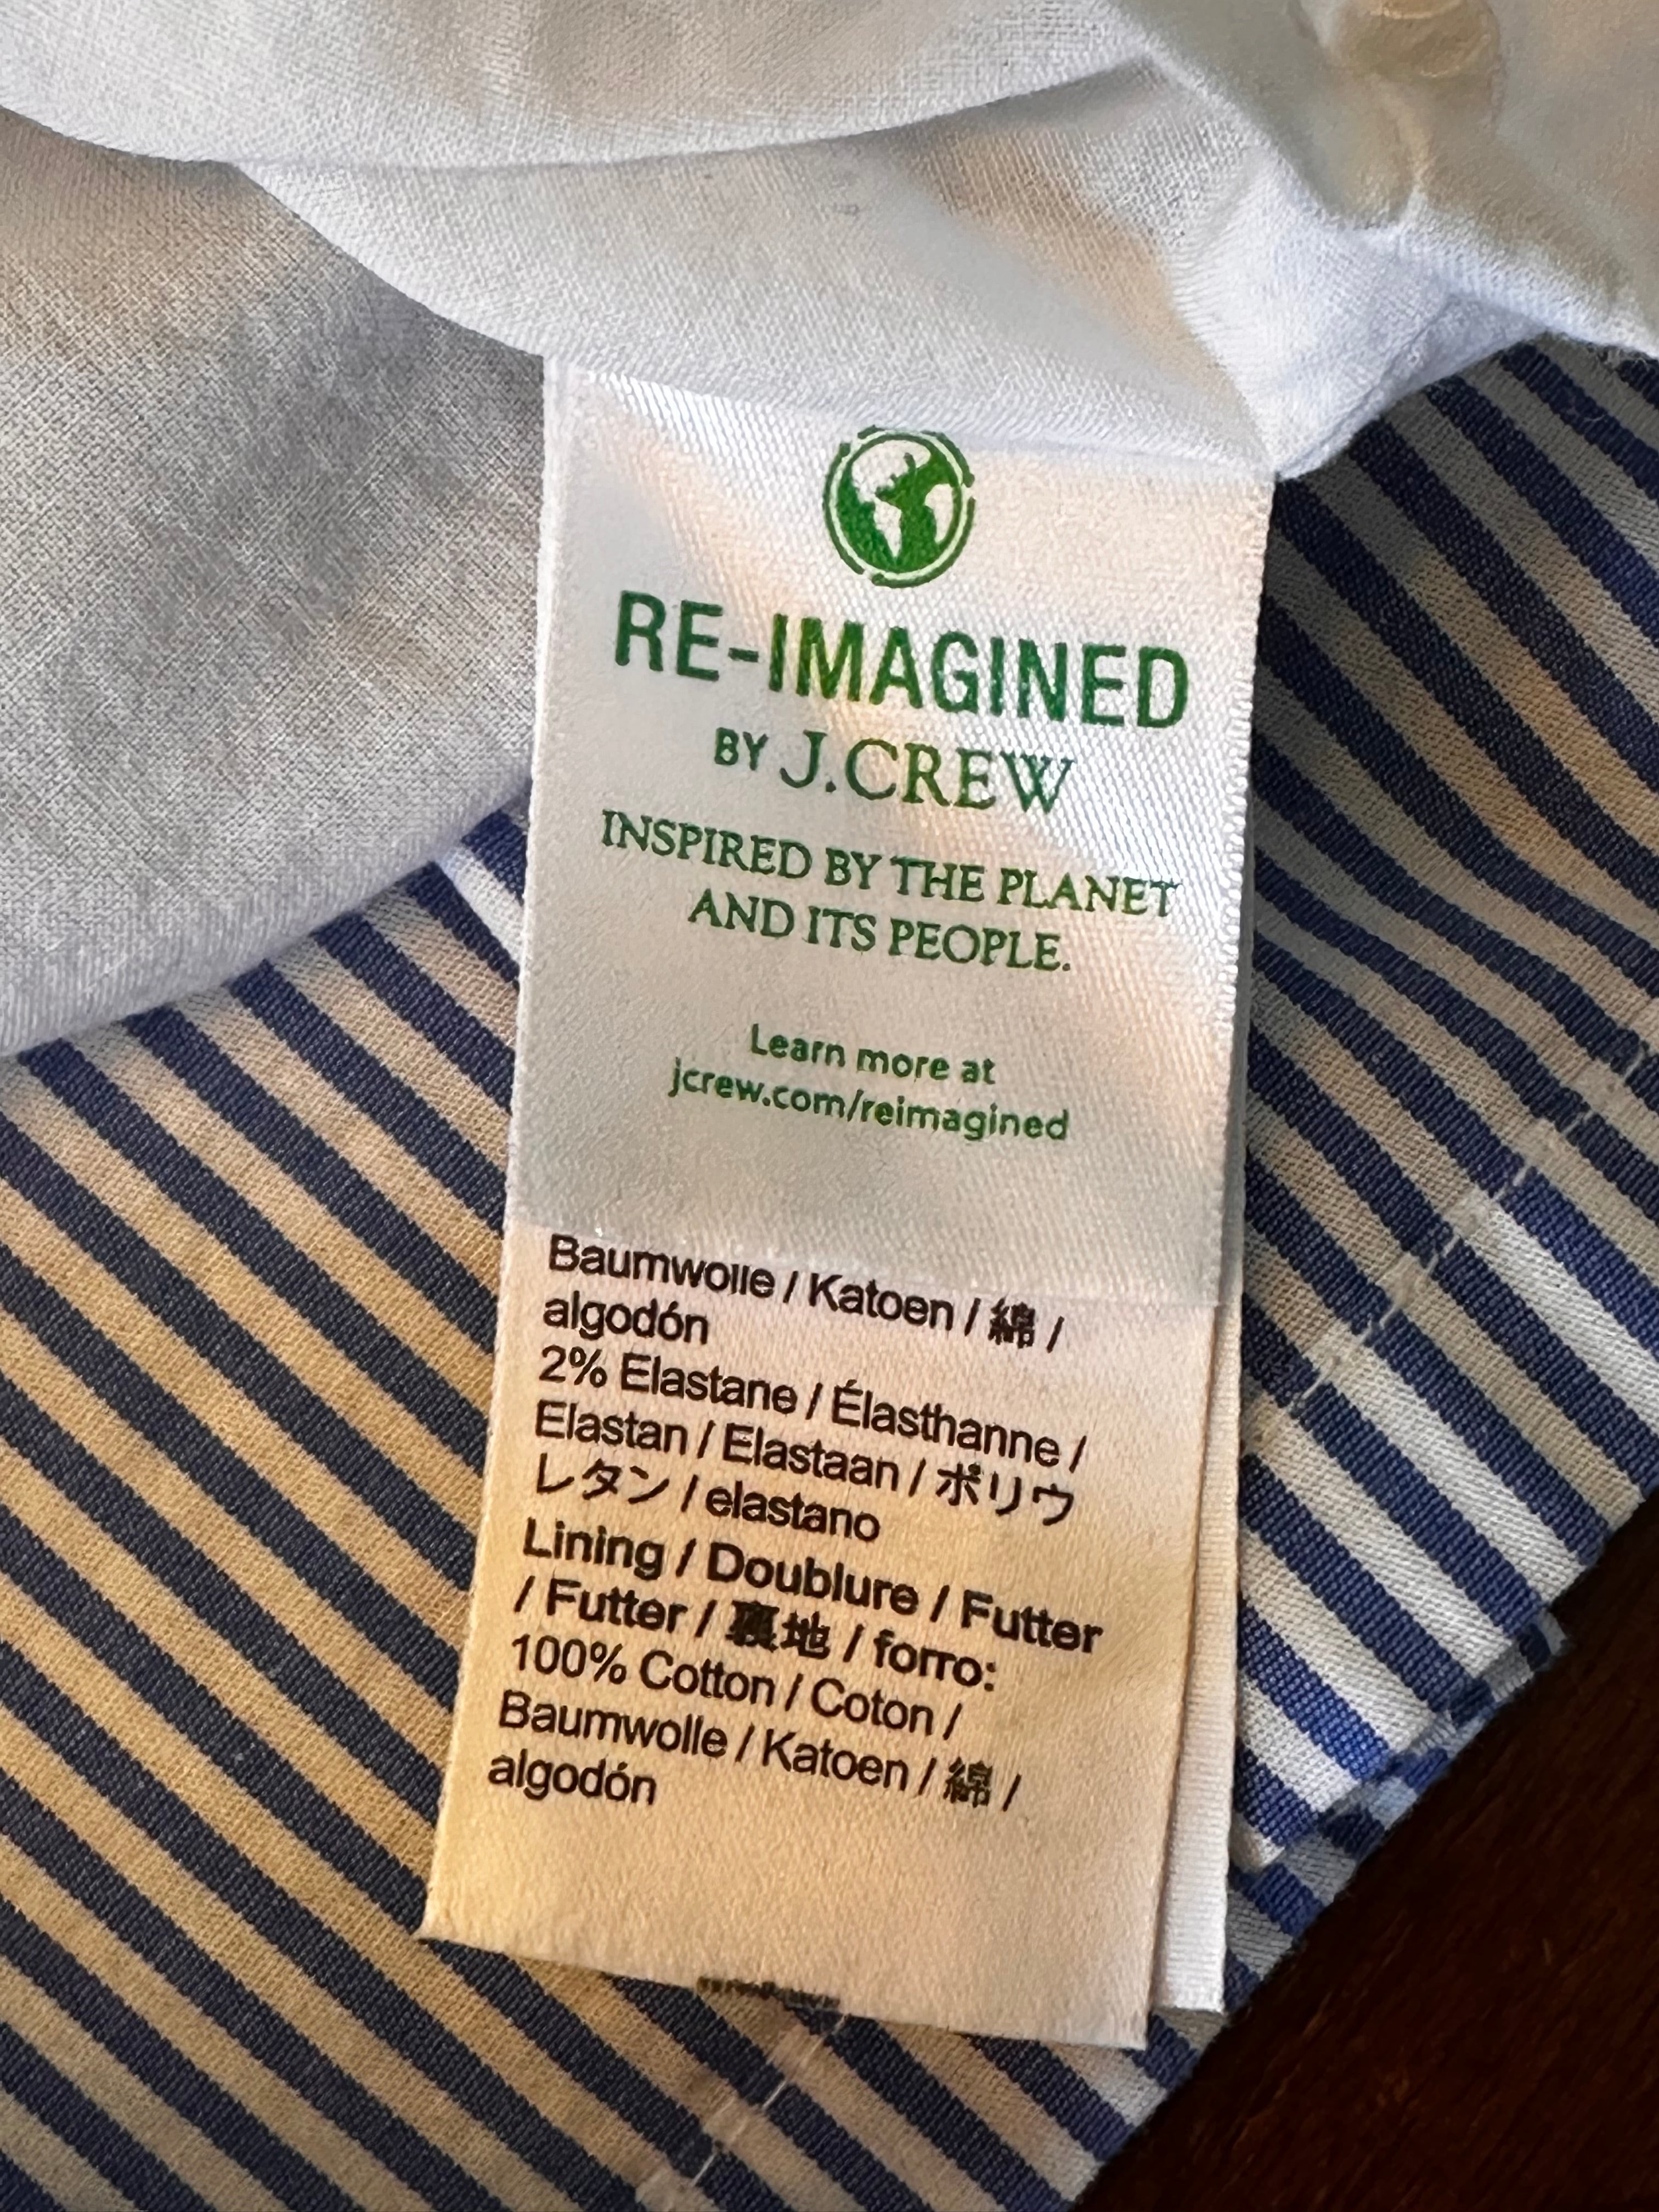 RE-IMAGINED
BY J.CREW
INSPIRED BY THE PLANET
AND ITS PEOPLE.
Learn more at
jcrew.com/reimagined
Baumwolle / Katoen / 綿 /
algodón
2% Elastane / Élasthanne /
Elastan / Elastaan / ポリウ
レタン / elastano
Lining / Doublure / Futter
/ Futter / 裏地 / forro:
100% Cotton / Coton /
Baumwolle / Katoen / 綿 /
algodón